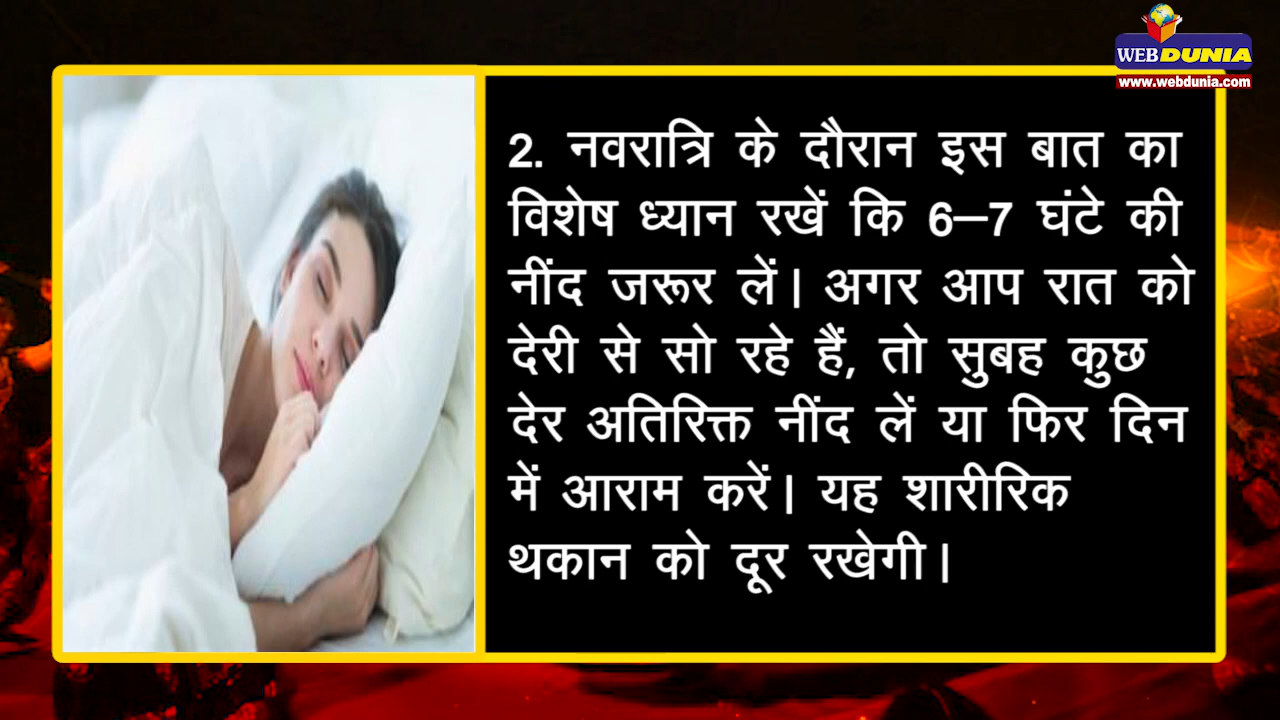 WEBDUNIA
www.webdunia.com
2. नवरात्रि के दौरान इस बात का
विशेष ध्यान रखें कि 6–7 घंटे की
नींद जरूर लें। अगर आप रात को
देरी से सो रहे हैं, तो सुबह कुछ
देर अतिरिक्त नींद लें या फिर दिन
में आराम करें। यह शारीरिक
थकान को दूर रखेगी।